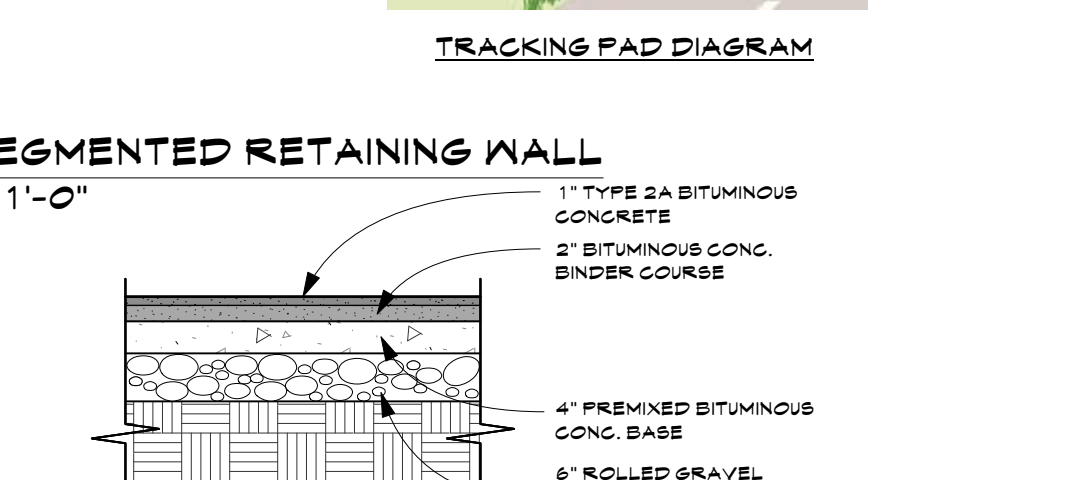 TRACKING PAD DIAGRAM
EGMENTED RETAINING WALL
1'-0"
1" TYPE 2A BITUMINOUS
CONCRETE
2" BITUMINOUS CONC.
BINDER COURSE
4" PREMIXED BITUMINOUS
CONC. BASE
6" ROLLED GRAVEL